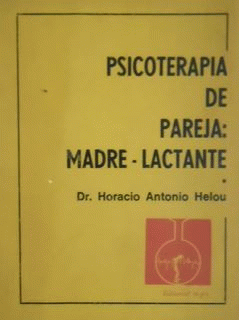 PSICOTERAPIA
DE
PAREJA:
MADRE - LACTANTE
Dr. Horacio Antonio Helou